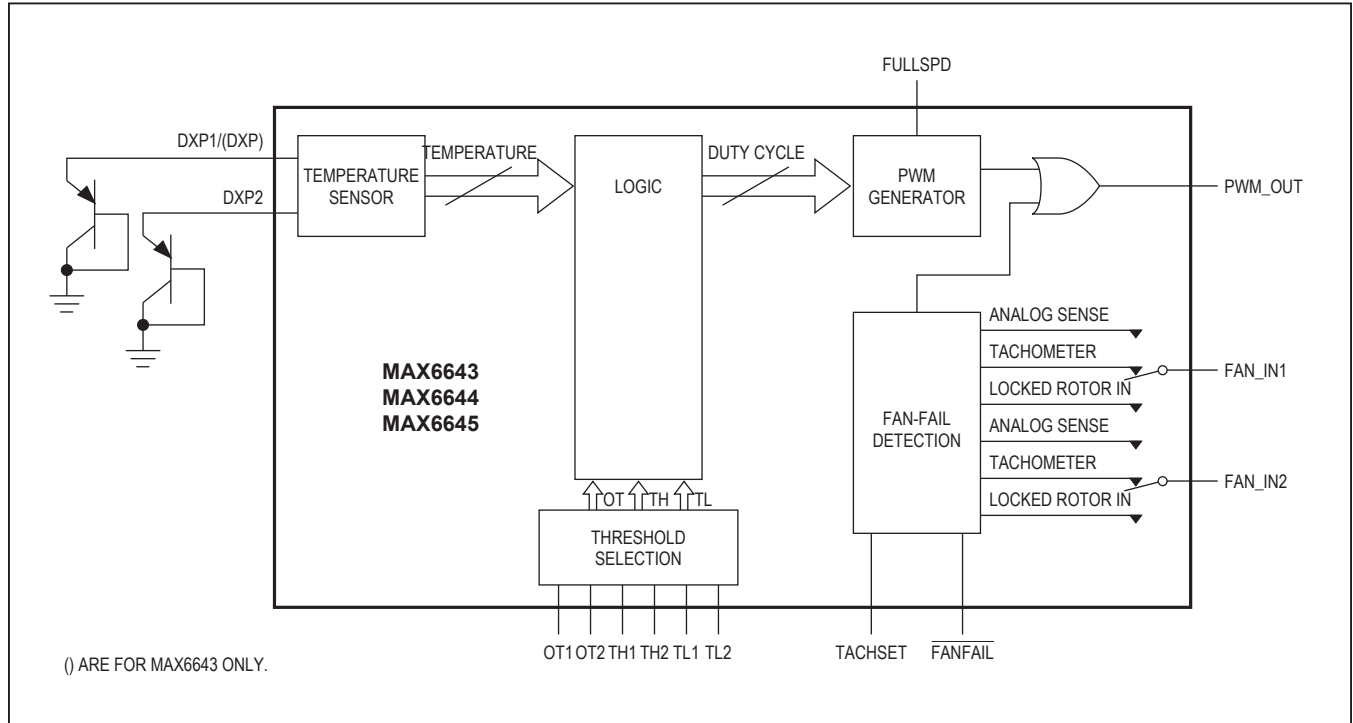 FULLSPD
DXP1/(DXP)
DXP2
TEMPERATURE
SENSOR
TEMPERATURE
LOGIC
DUTY CYCLE
PWM
GENERATOR
PWM_OUT
MAX6643
MAX6644
MAX6645
FAN-FAIL
DETECTION
ANALOG SENSE
TACHOMETER
LOCKED ROTOR IN
FAN_IN1
ANALOG SENSE
TACHOMETER
LOCKED ROTOR IN
FAN_IN2
OT TH TL
THRESHOLD
SELECTION
OT1 OT2 TH1 TH2 TL1 TL2
TACHSET
FANFAIL
() ARE FOR MAX6643 ONLY.